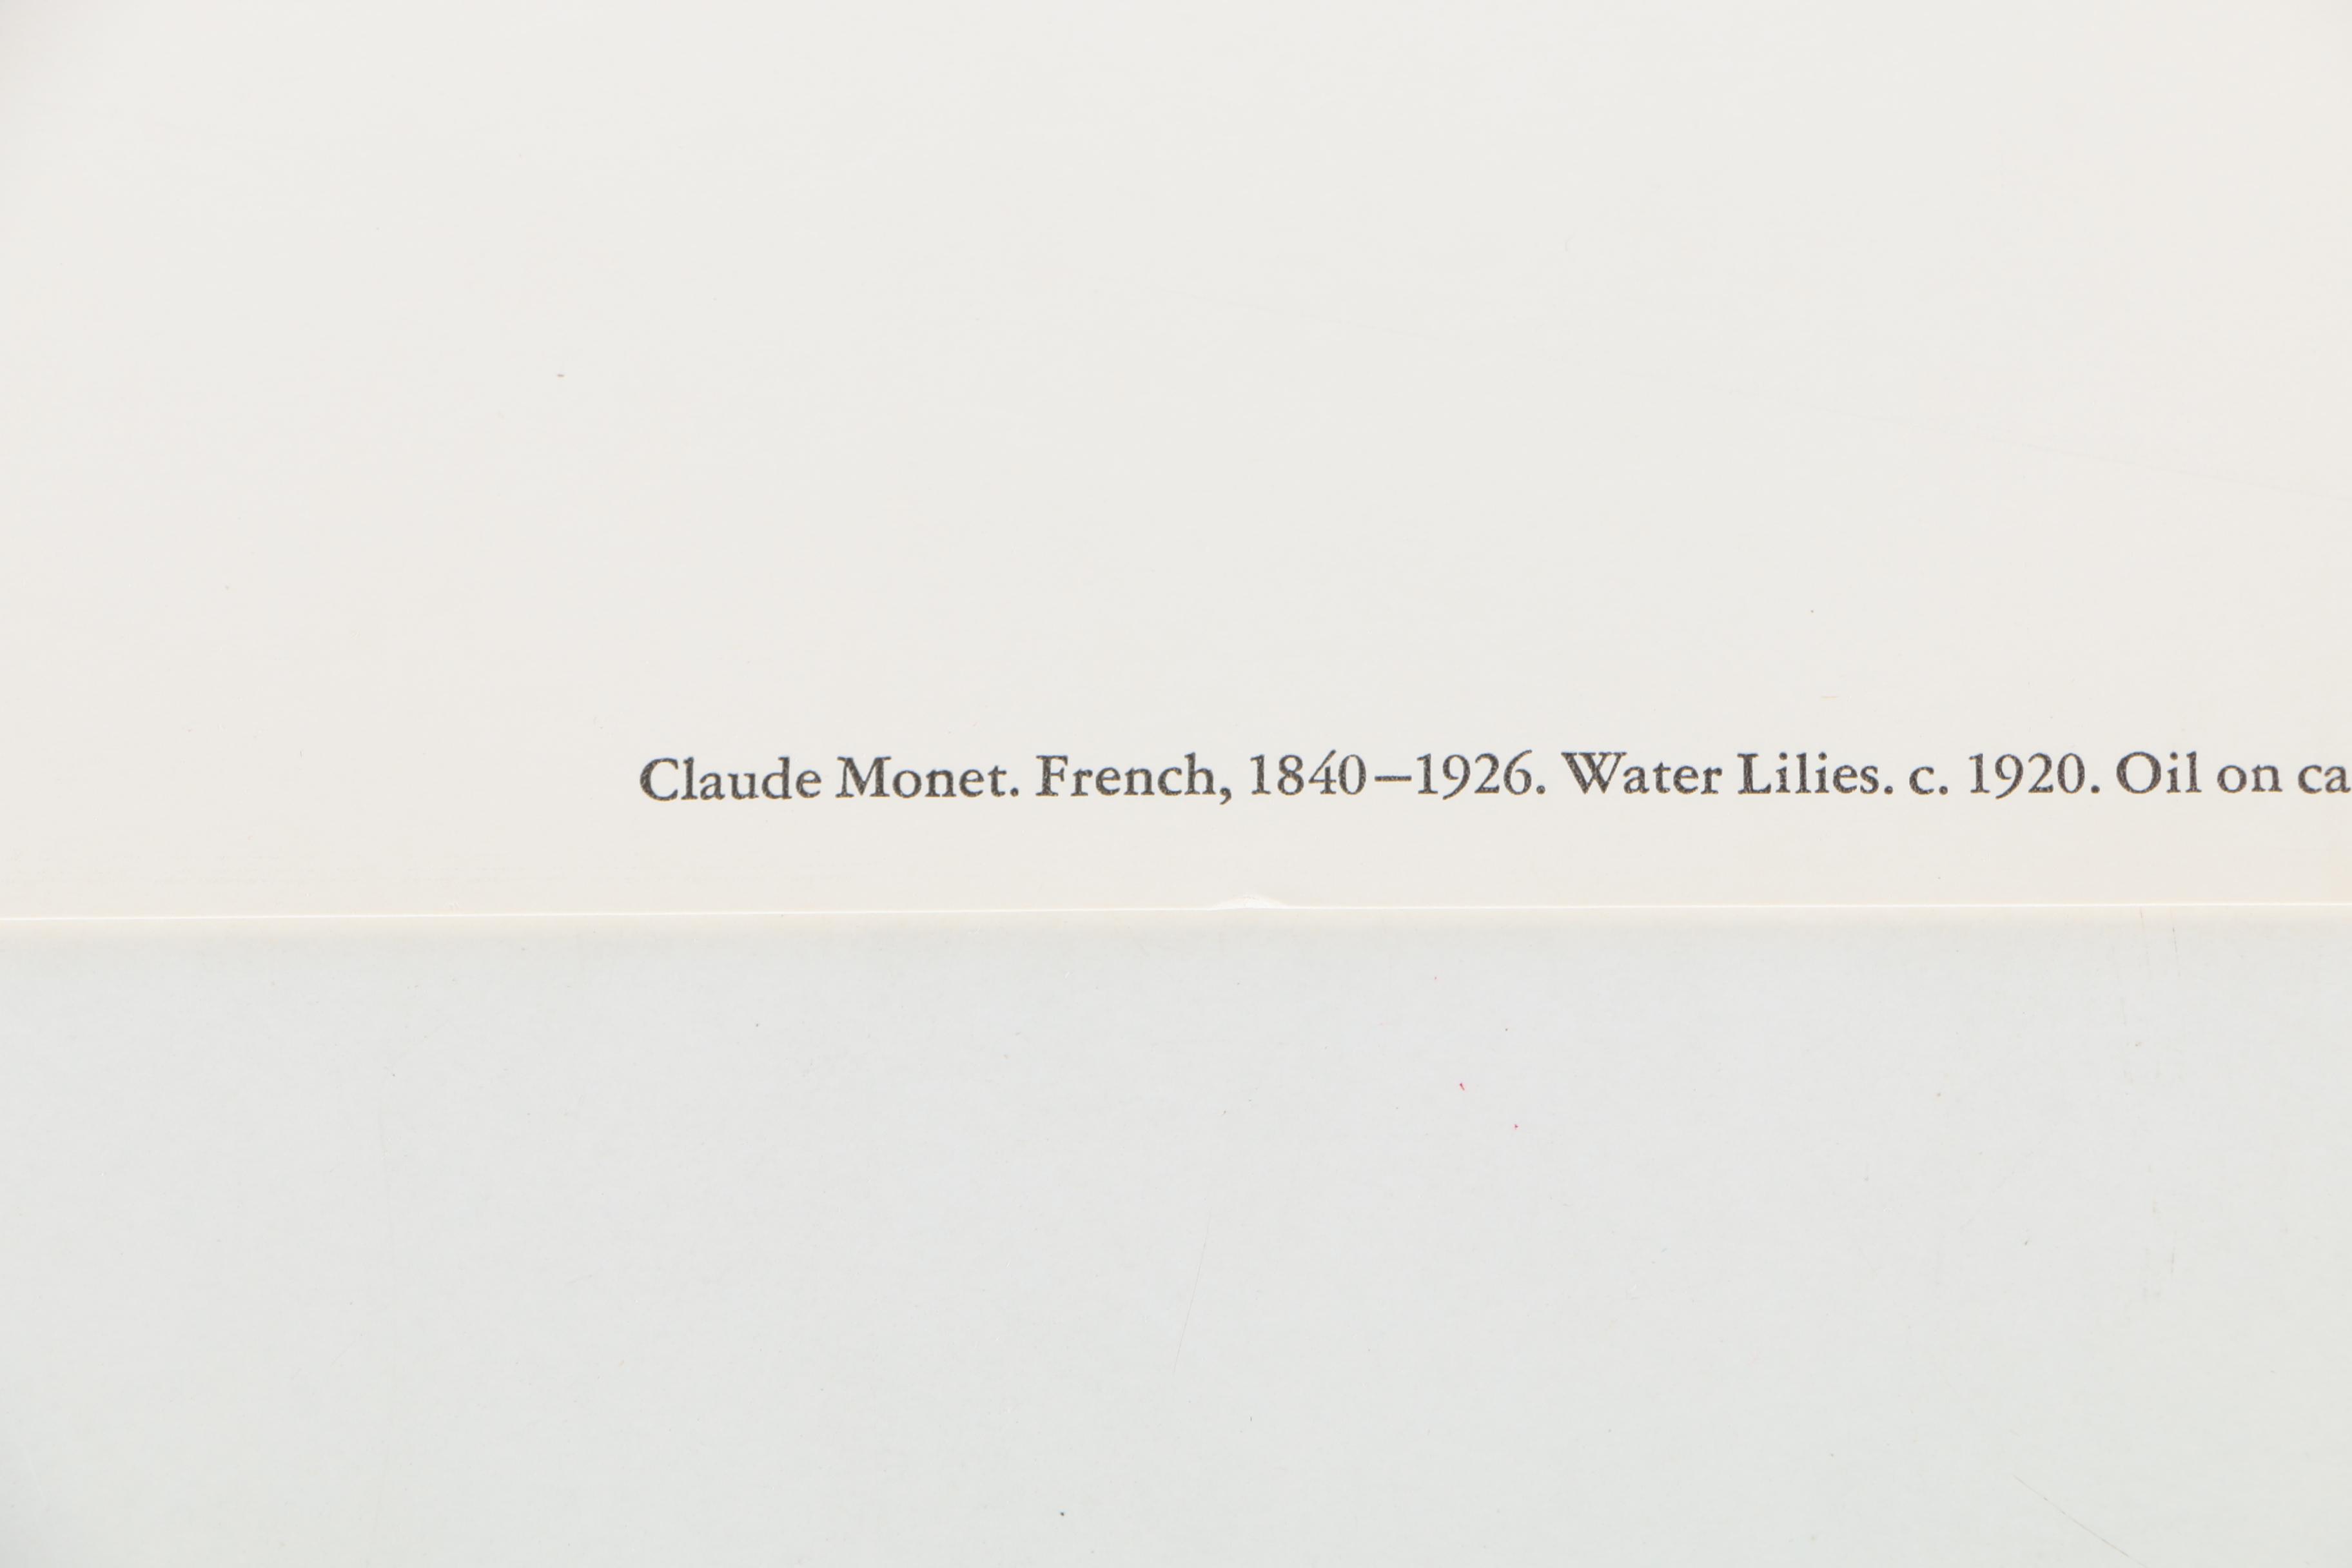 Claude Monet. French, 1840–1926. Water Lilies. c. 1920. Oil on ca